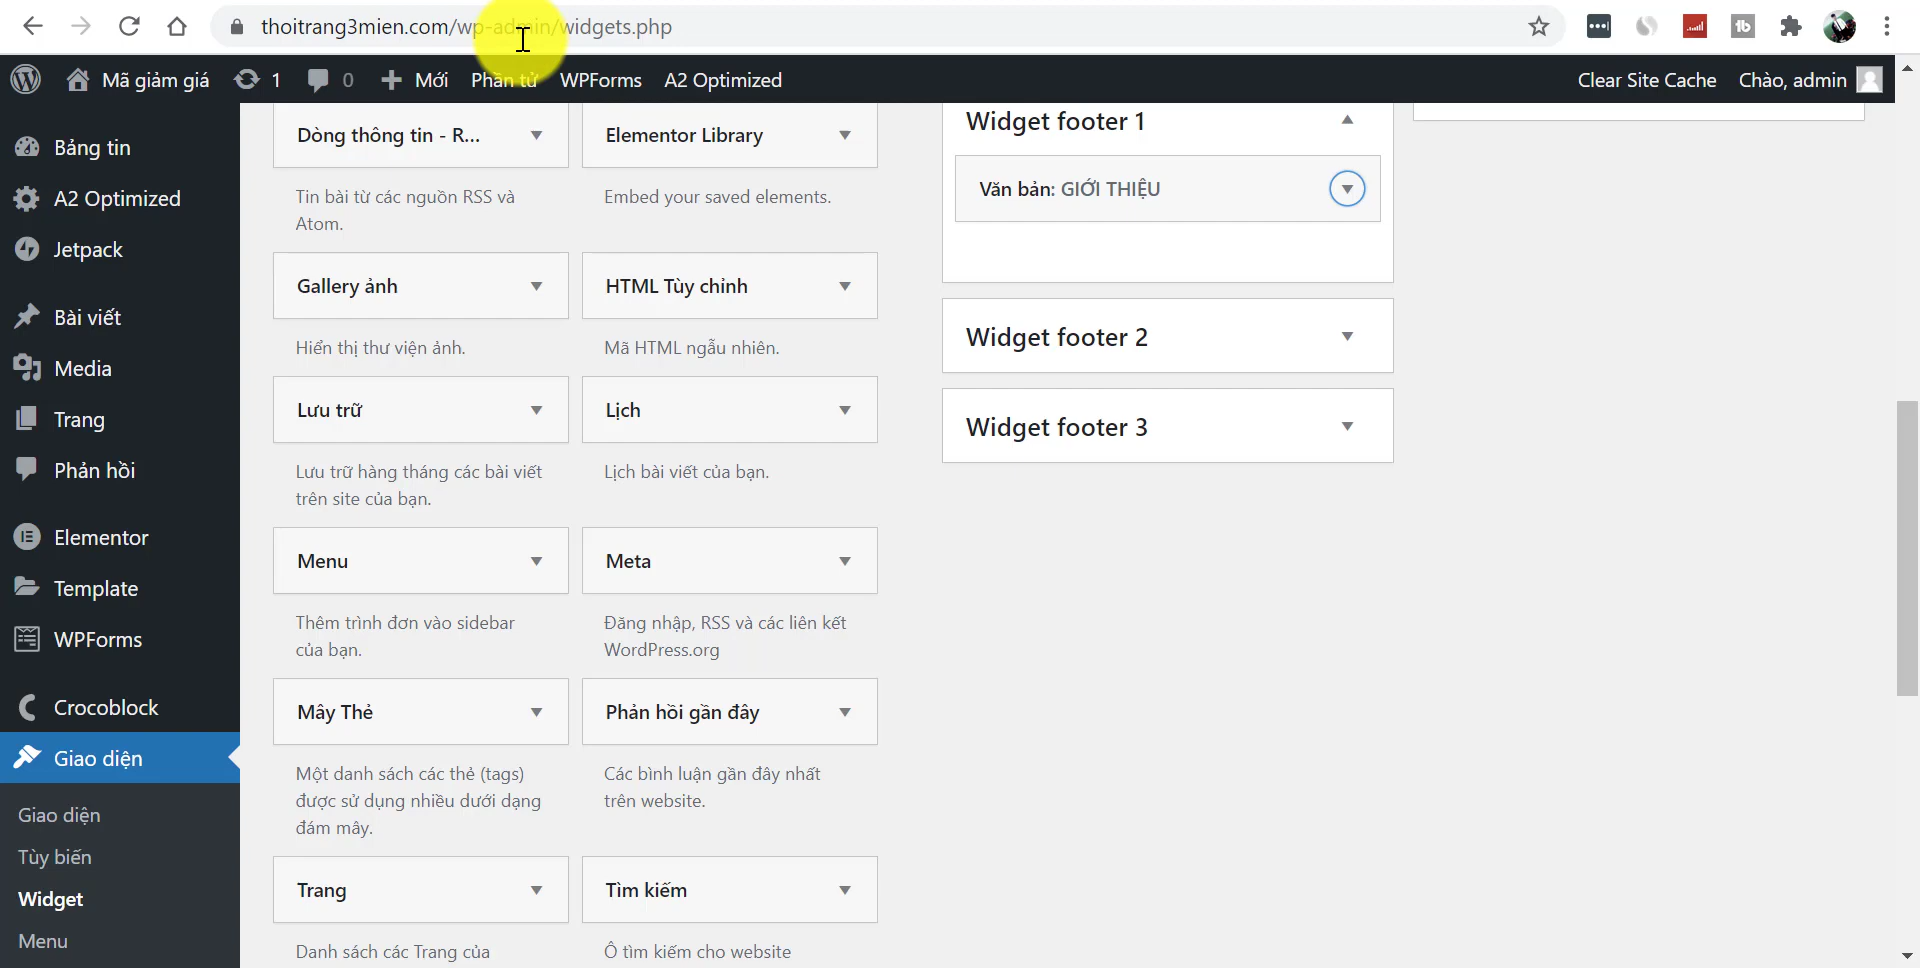 thoitrang3mien.com/wp-admin/widgets.php
Mã giảm giá 1 0 Mới Phần tử WPForms A2 Optimized Clear Site Cache Chào, admin
Bảng tin
A2 Optimized
Jetpack
Bài viết
Media
Trang
Phản hồi
Elementor
Template
WPForms
Crocoblock
Giao diện
Giao diện
Tùy biến
Widget
Menu
Dòng thông tin - R...
Tin bài từ các nguồn RSS và
Atom.
Elementor Library
Embed your saved elements.
Gallery ảnh
Hiển thị thư viện ảnh.
HTML Tùy chỉnh
Mã HTML ngẫu nhiên.
Lưu trữ
Lưu trữ hàng tháng các bài viết
trên site của bạn.
Lịch
Lịch bài viết của bạn.
Menu
Thêm trình đơn vào sidebar
của bạn.
Meta
Đăng nhập, RSS và các liên kết
WordPress.org
Mây Thẻ
Một danh sách các thẻ (tags)
được sử dụng nhiều dưới dạng
đám mây.
Phản hồi gần đây
Các bình luận gần đây nhất
trên website.
Trang
Danh sách các Trang của
Tìm kiếm
Ô tìm kiếm cho website
Widget footer 1
Văn bản: GIỚI THIỆU
Widget footer 2
Widget footer 3